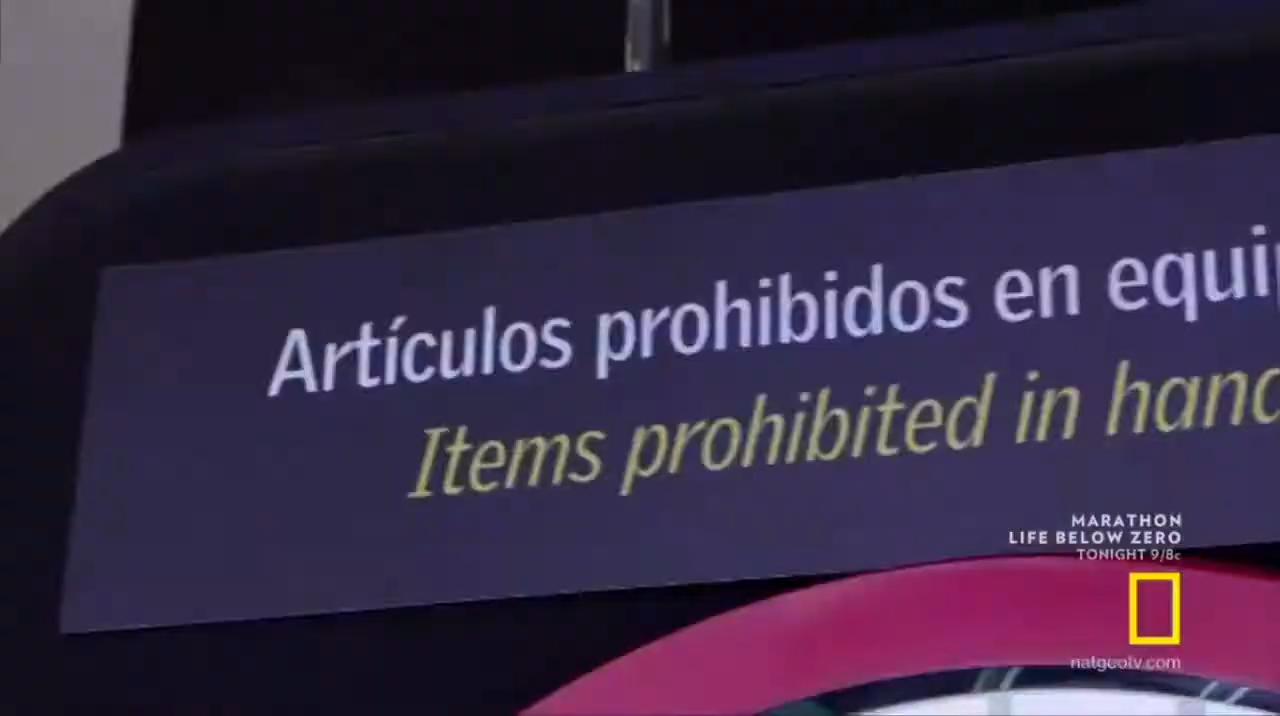 Artículos prohibidos en equi
Items prohibited in hand
MARATHON
LIFE BELOW ZERO
TONIGHT 9/8c
natgeotv.com